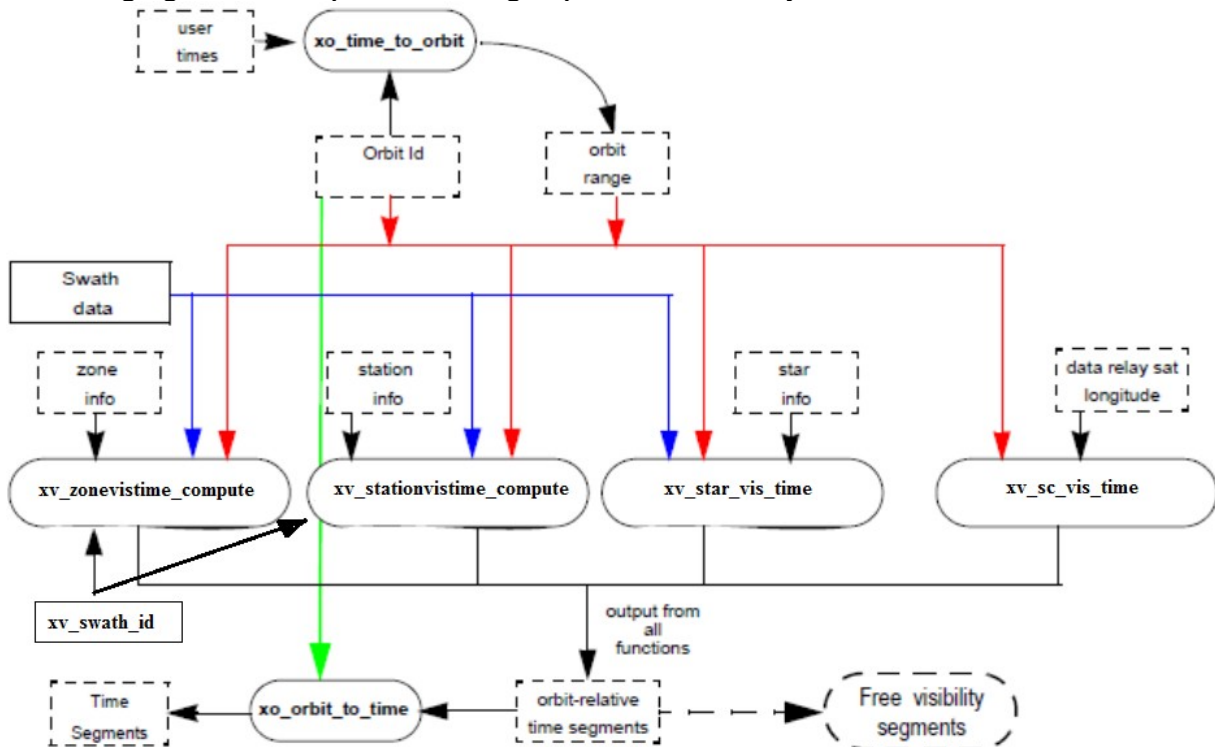 user
times
xo_time_to_orbit
Orbit Id
orbit
range
Swath
data
zone
info
station
info
star
info
data relay sat
longitude
xv_zonevistime_compute
xv_stationvistime_compute
xv_star_vis_time
xv_sc_vis_time
xv_swath_id
output from
all
functions
Time
Segments
xo_orbit_to_time
orbit-relative
time segments
Free visibility
segments